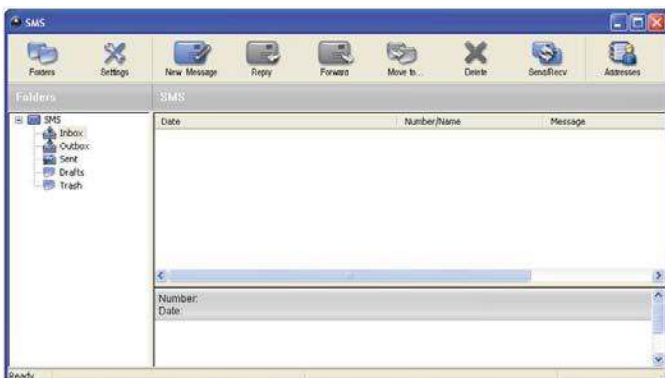 SMS
Folders Settings New Message Reply Forward Move to... Delete Send/Recv Addresses
Folders SMS
SMS
Inbox
Outbox
Sent
Drafts
Trash
Date Number/Name Message
Number:
Date:
Ready